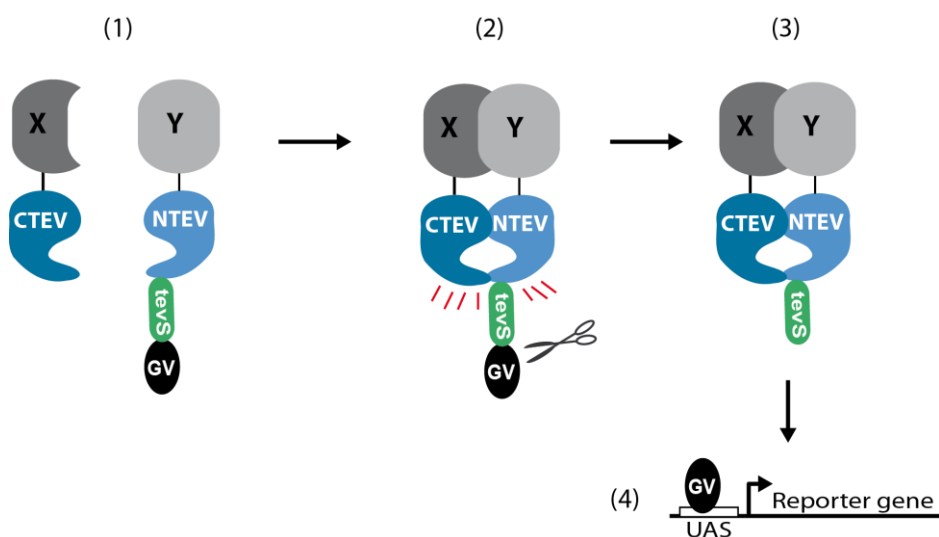 (1) (2) (3)
X Y X Y X Y
CTEV NTEV CTEV NTEV CTEV NTEV
tevS tevS tevS
GV GV
(4) GV Reporter gene
UAS